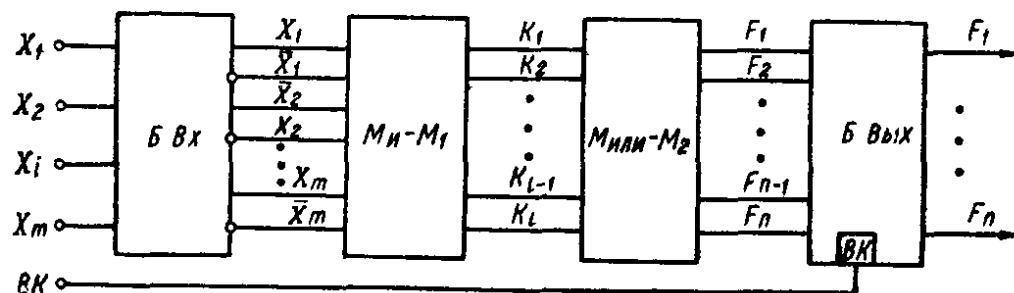 X₁
X₂
Xᵢ
Xₘ
ВК
Б Вх
X₁
X̄₁
X̄₂
X₂
Xₘ
X̄ₘ
Mи-M₁
K₁
K₂
Kₗ₋₁
Kₗ
Mили-M₂
F₁
F₂
Fₙ₋₁
Fₙ
Б Вых
ВК
F₁
Fₙ